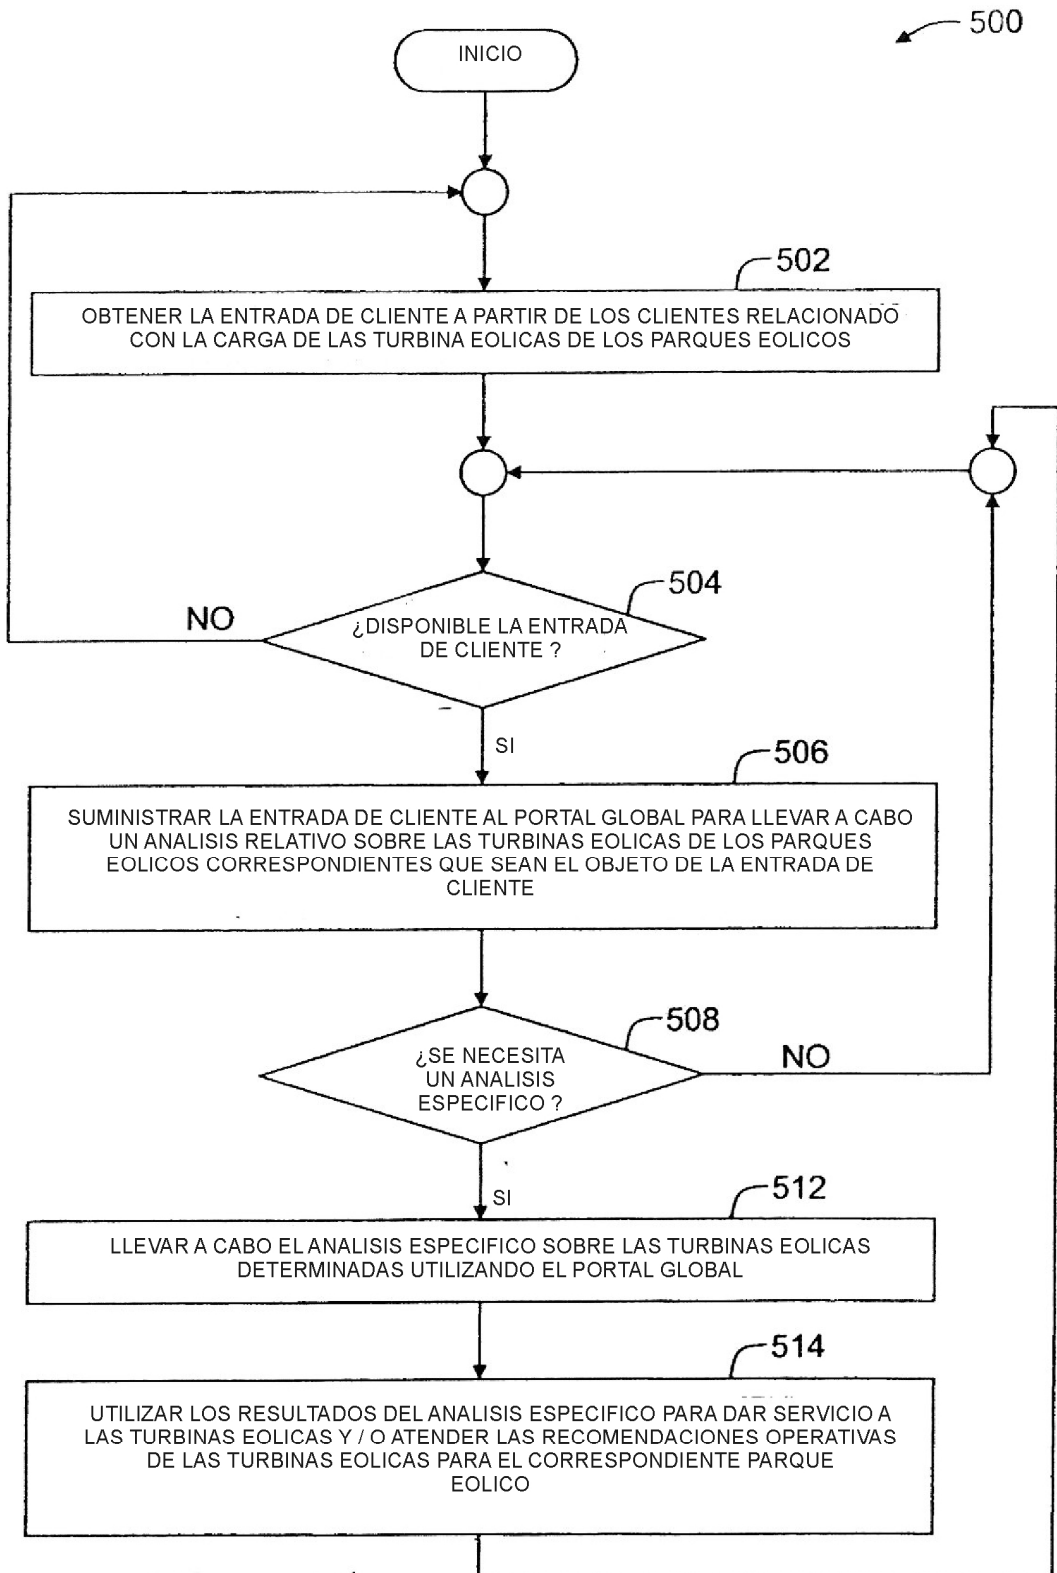 500
INICIO
502
OBTENER LA ENTRADA DE CLIENTE A PARTIR DE LOS CLIENTES RELACIONADO
CON LA CARGA DE LAS TURBINA EOLICAS DE LOS PARQUES EOLICOS
504
NO
¿DISPONIBLE LA ENTRADA
DE CLIENTE ?
SI
506
SUMINISTRAR LA ENTRADA DE CLIENTE AL PORTAL GLOBAL PARA LLEVAR A CABO
UN ANALISIS RELATIVO SOBRE LAS TURBINAS EOLICAS DE LOS PARQUES
EOLICOS CORRESPONDIENTES QUE SEAN EL OBJETO DE LA ENTRADA DE
CLIENTE
508
¿SE NECESITA
UN ANALISIS
ESPECIFICO ?
NO
SI
512
LLEVAR A CABO EL ANALISIS ESPECIFICO SOBRE LAS TURBINAS EOLICAS
DETERMINADAS UTILIZANDO EL PORTAL GLOBAL
514
UTILIZAR LOS RESULTADOS DEL ANALISIS ESPECIFICO PARA DAR SERVICIO A
LAS TURBINAS EOLICAS Y / O ATENDER LAS RECOMENDACIONES OPERATIVAS
DE LAS TURBINAS EOLICAS PARA EL CORRESPONDIENTE PARQUE
EOLICO